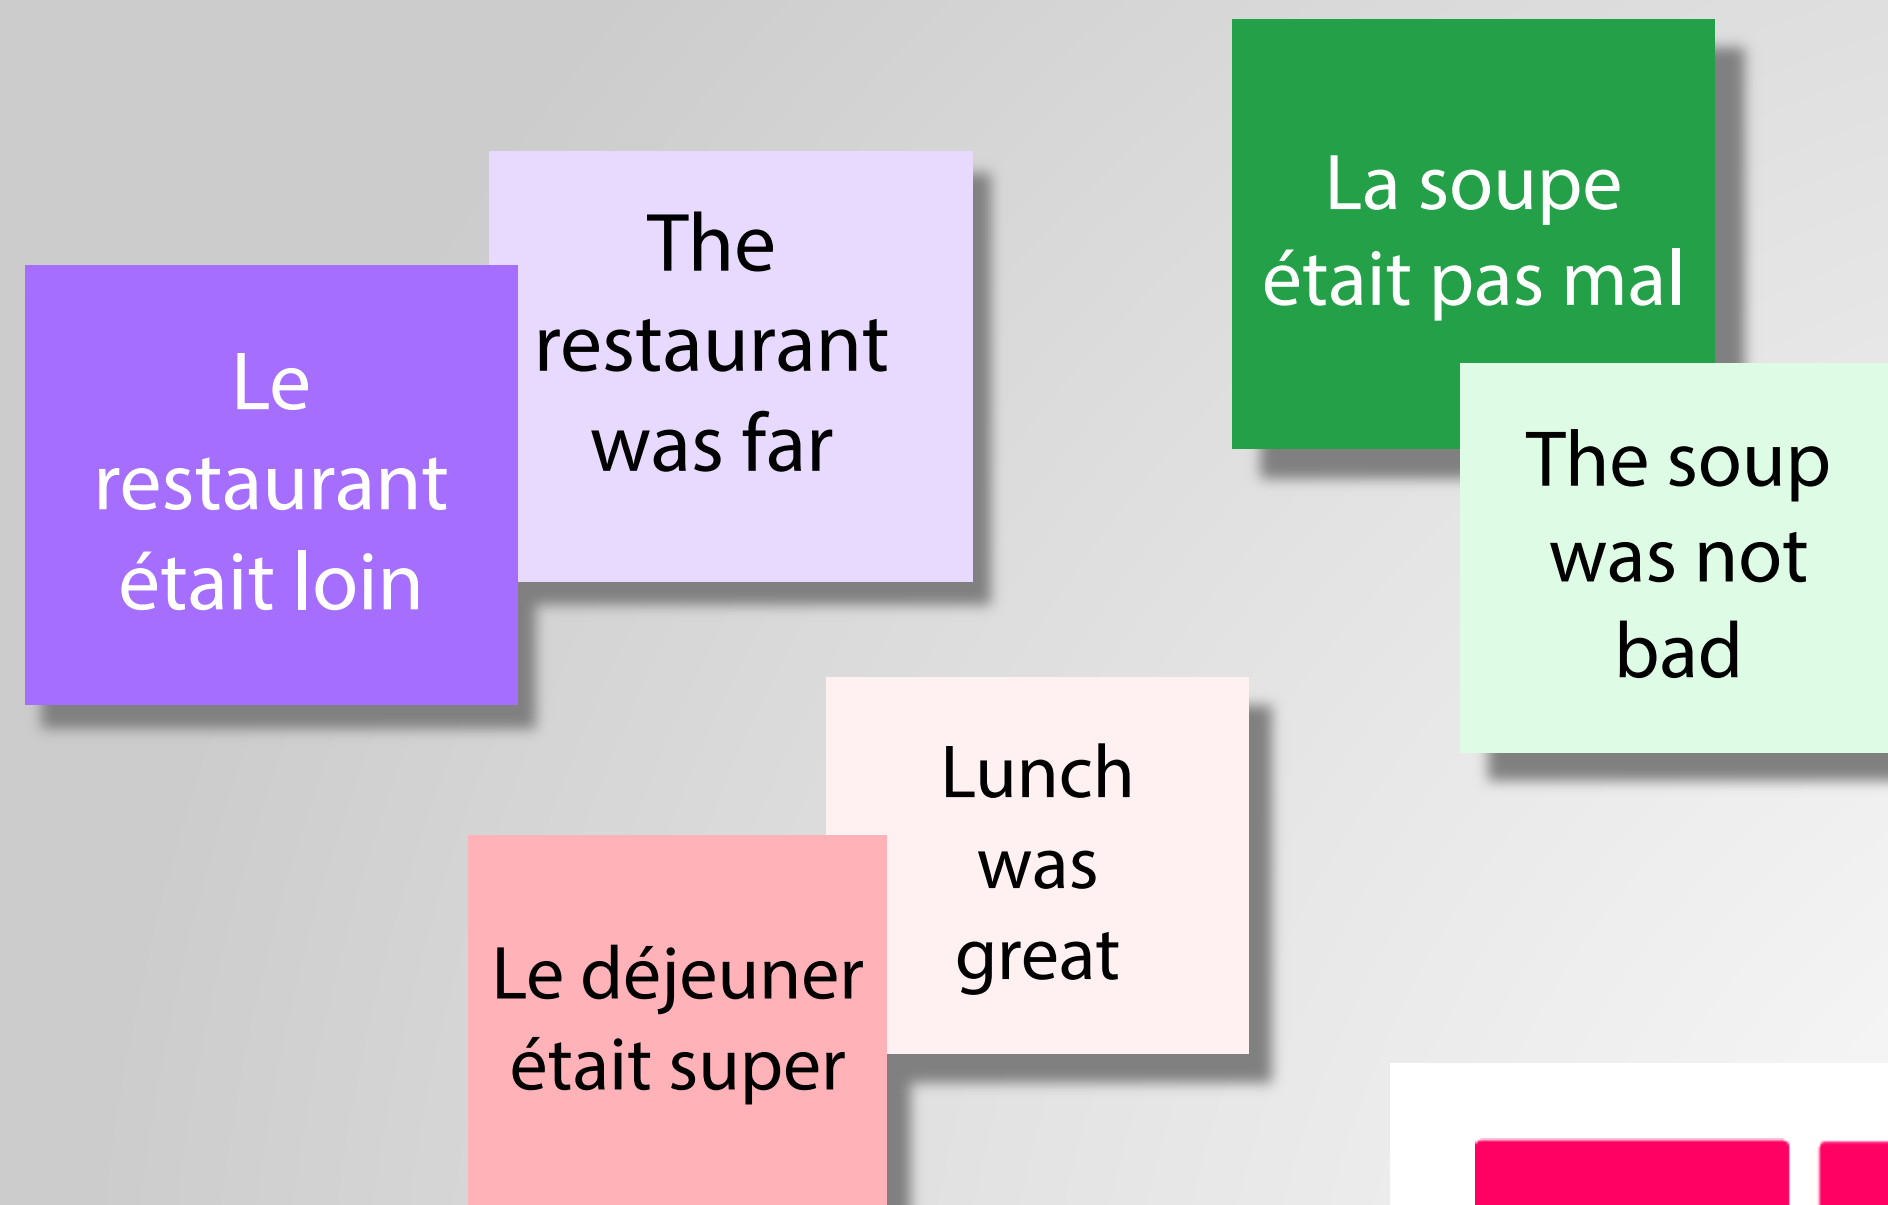 The
restaurant
was far
Le
restaurant
était loin
La soupe
était pas mal
The soup
was not
bad
Lunch
was
great
Le déjeuner
était super